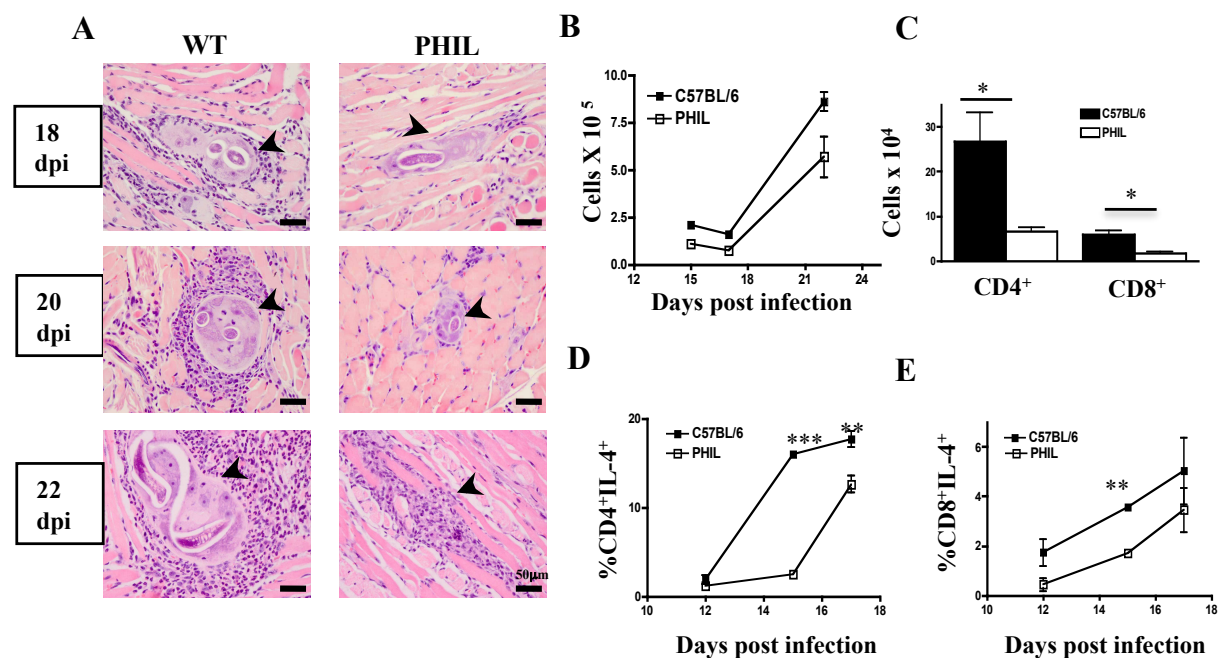 A
WT
PHIL
18
dpi
20
dpi
22
dpi
50µm
B
Cells X 10 5
10.0
7.5
5.0
2.5
0.0
C57BL/6
PHIL
12 15 18 21 24
Days post infection
C
Cells x 10⁴
30
20
10
0
*
*
C57BL/6
PHIL
CD4⁺
CD8⁺
D
%CD4⁺IL-4⁺
20
10
0
C57BL/6
PHIL
***
**
10 12 14 16 18
Days post infection
E
%CD8⁺IL-4⁺
6
4
2
0
C57BL/6
PHIL
**
10 12 14 16 18
Days post infection